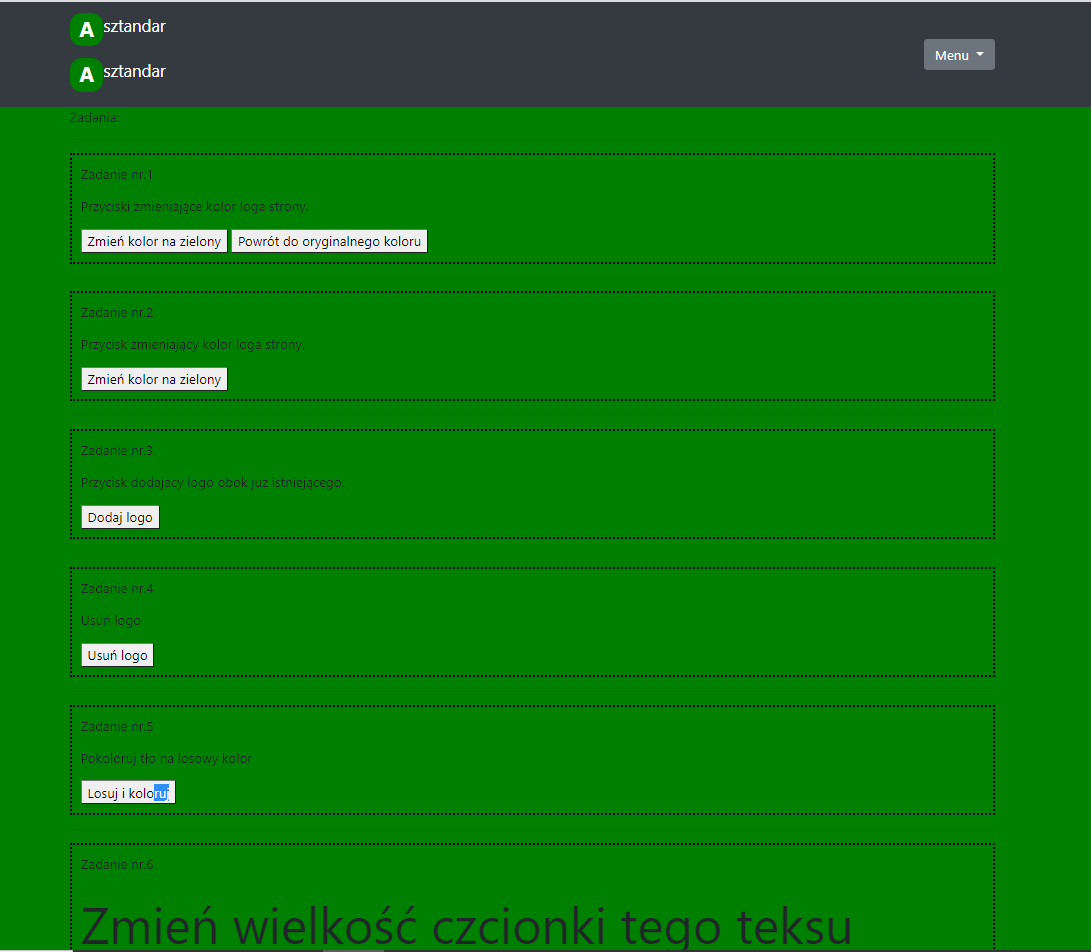 Asztandar
Asztandar
Menu
Zadania:
Zadanie nr.1
Przyciski zmieniające kolor loga strony.
Zmień kolor na zielony Powrót do oryginalnego koloru
Zadanie nr.2
Przycisk zmieniający kolor loga strony.
Zmień kolor na zielony
Zadanie nr.3
Przycisk dodajacy logo obok juz istniejącego.
Dodaj logo
Zadanie nr.4
Usuń logo
Usuń logo
Zadanie nr.5
Pokoloruj tło na losowy kolor
Losuj i koloruj
Zadanie nr.6
Zmień wielkość czcionki tego teksu